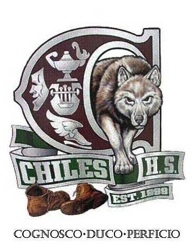 CHILES H.S.
EST. 1999
COGNOSCO·DUCO·PERFICIO